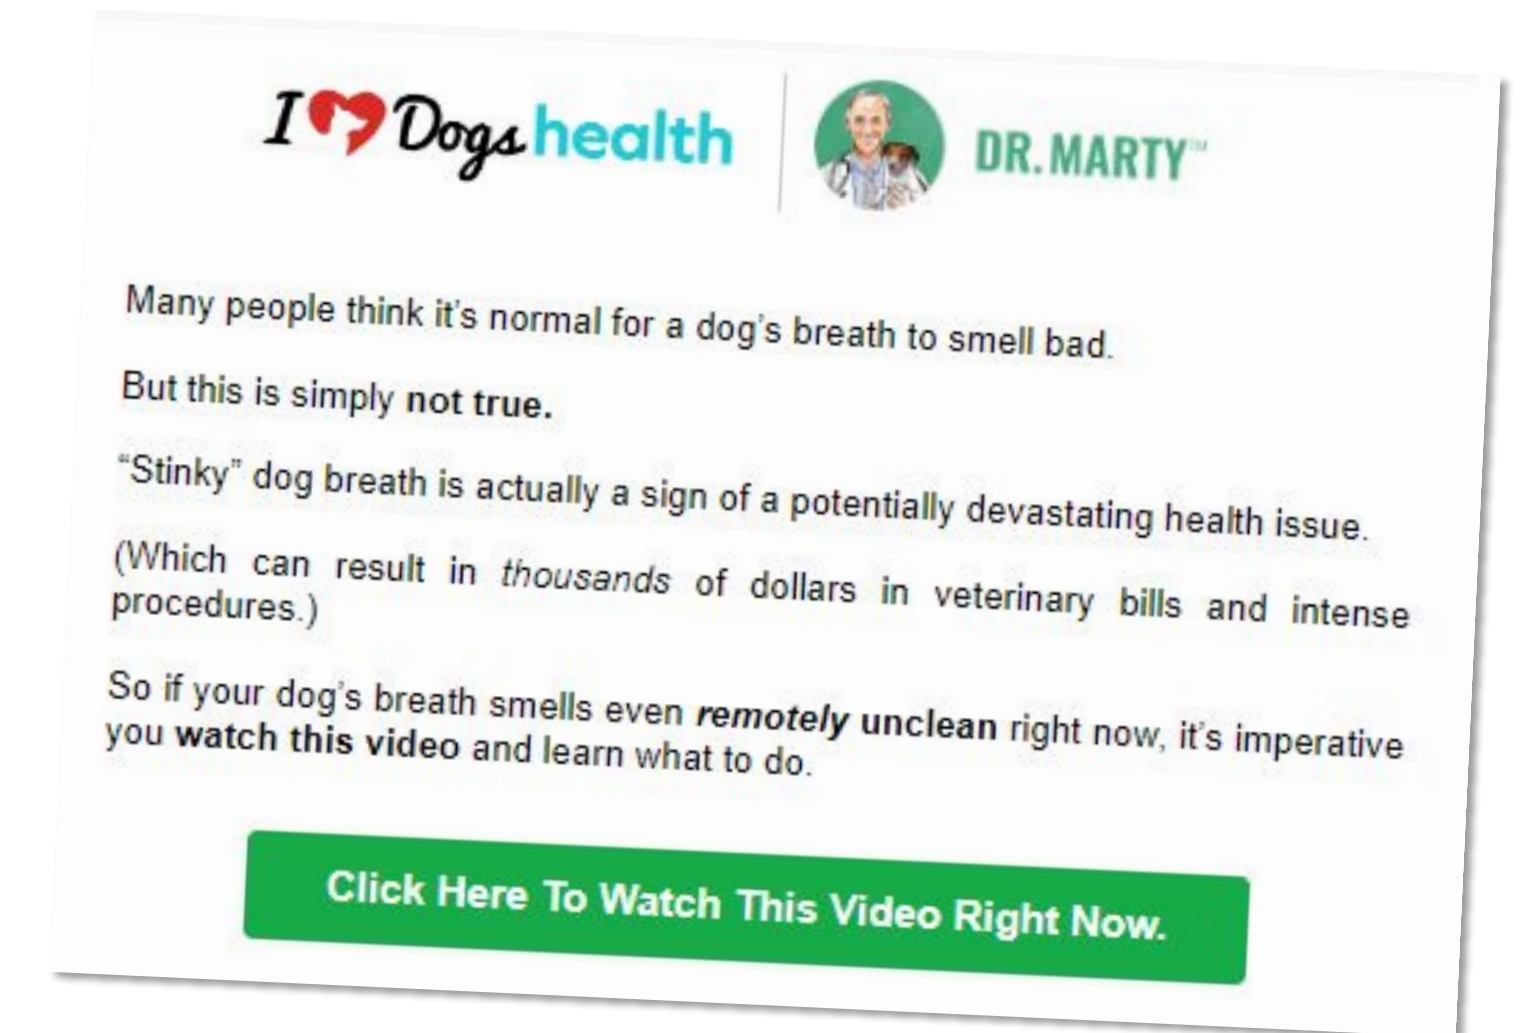 I Dogs health
DR. MARTY™
Many people think it's normal for a dog's breath to smell bad.
But this is simply not true.
“Stinky” dog breath is actually a sign of a potentially devastating health issue.
(Which can result in thousands of dollars in veterinary bills and intense
procedures.)
So if your dog's breath smells even remotely unclean right now, it's imperative
you watch this video and learn what to do.
Click Here To Watch This Video Right Now.